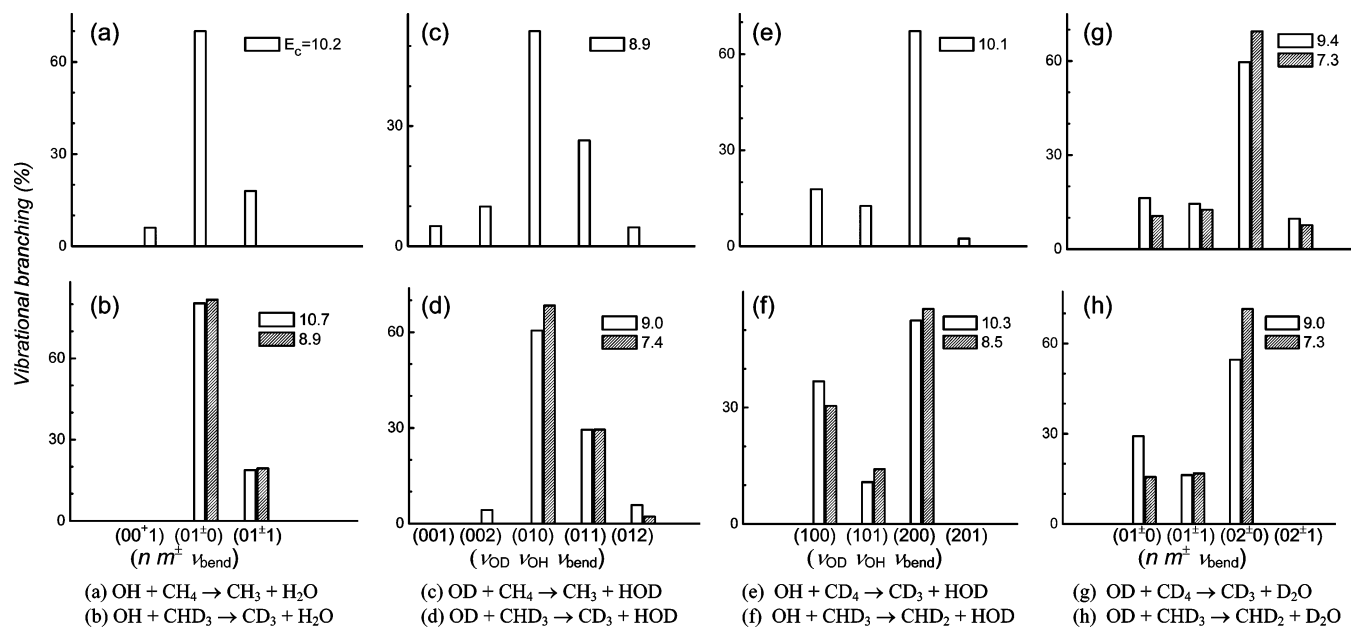 Vibrational branching (%)
(a)
E_c=10.2
60
30
0
(c)
8.9
30
0
(e)
10.1
60
30
0
(g)
9.4
7.3
60
30
0
(b)
10.7
8.9
60
30
0
(00⁺1) (01±0) (01±1)
(n m± ν_bend)
(d)
9.0
7.4
60
30
0
(001) (002) (010) (011) (012)
(ν_OD ν_OH ν_bend)
(f)
10.3
8.5
30
0
(100) (101) (200) (201)
(ν_OD ν_OH ν_bend)
(h)
9.0
7.3
60
30
0
(01±0) (01±1) (02±0) (02±1)
(n m± ν_bend)
(a) OH + CH₄ → CH₃ + H₂O
(b) OH + CHD₃ → CD₃ + H₂O
(c) OD + CH₄ → CH₃ + HOD
(d) OD + CHD₃ → CD₃ + HOD
(e) OH + CD₄ → CD₃ + HOD
(f) OH + CHD₃ → CHD₂ + HOD
(g) OD + CD₄ → CD₃ + D₂O
(h) OD + CHD₃ → CHD₂ + D₂O